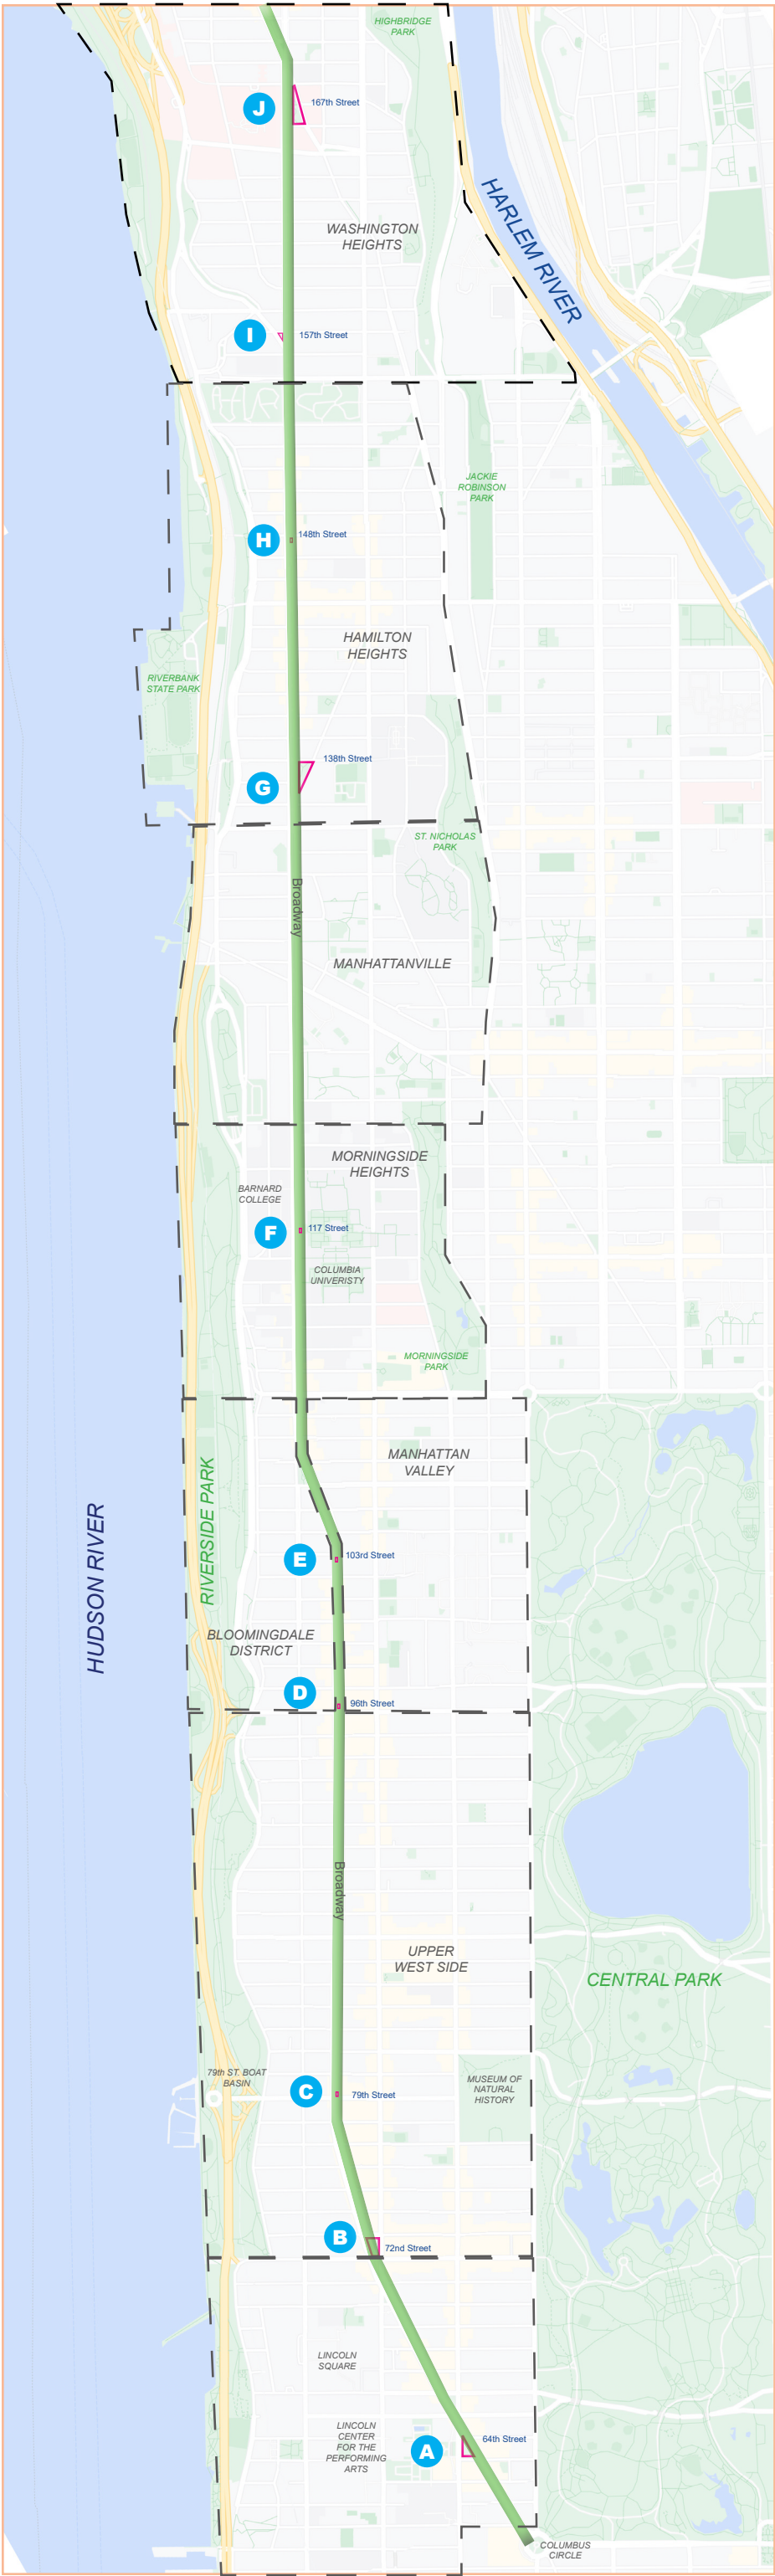 HIGHBRIDGE
PARK
J
167th Street
HARLEM RIVER
WASHINGTON
HEIGHTS
I
157th Street
JACKIE
ROBINSON
PARK
H
148th Street
HAMILTON
HEIGHTS
RIVERBANK
STATE PARK
138th Street
G
ST. NICHOLAS
PARK
Broadway
MANHATTANVILLE
MORNINGSIDE
HEIGHTS
BARNARD
COLLEGE
F
117 Street
COLUMBIA
UNIVERISTY
MORNINGSIDE
PARK
MANHATTAN
VALLEY
RIVERSIDE PARK
HUDSON RIVER
E
103rd Street
BLOOMINGDALE
DISTRICT
D
96th Street
Broadway
UPPER
WEST SIDE
CENTRAL PARK
79th ST. BOAT
BASIN
MUSEUM OF
NATURAL
HISTORY
C
79th Street
B
72nd Street
LINCOLN
SQUARE
LINCOLN
CENTER
FOR THE
PERFORMING
ARTS
A
64th Street
COLUMBUS
CIRCLE